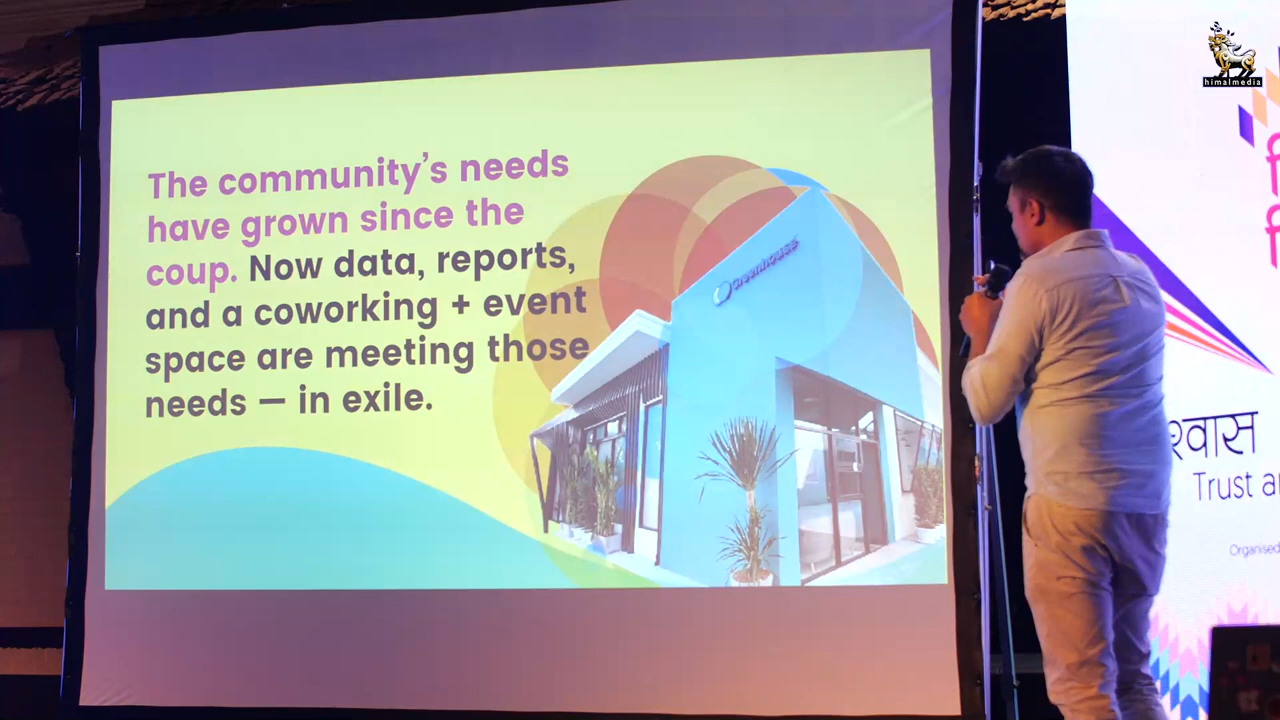 The community's needs
have grown since the
coup. Now data, reports,
and a coworking + event
space are meeting those
needs — in exile.
Greenhouse
himalmedia
Trust
Organised